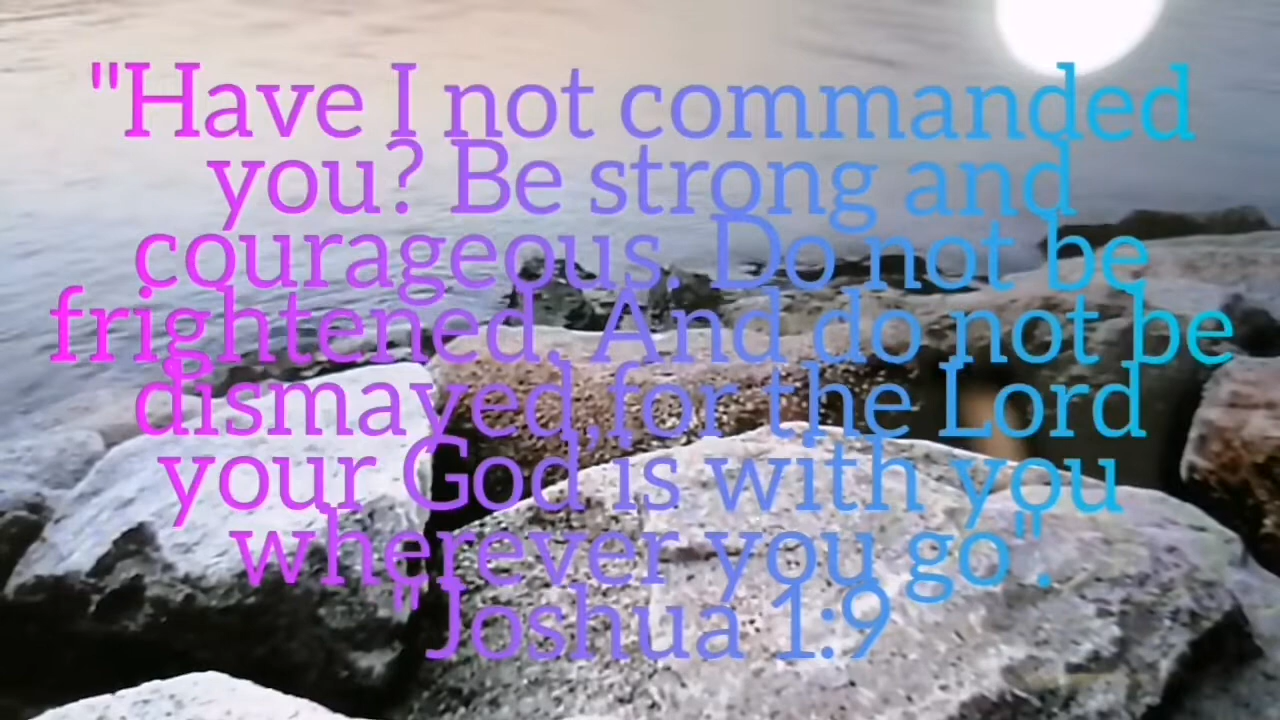 "Have I not commanded
you? Be strong and
courageous. Do not be
frightened. And do not be
dismayed,for the Lord
your God is with you
wherever you go".
"Joshua 1:9